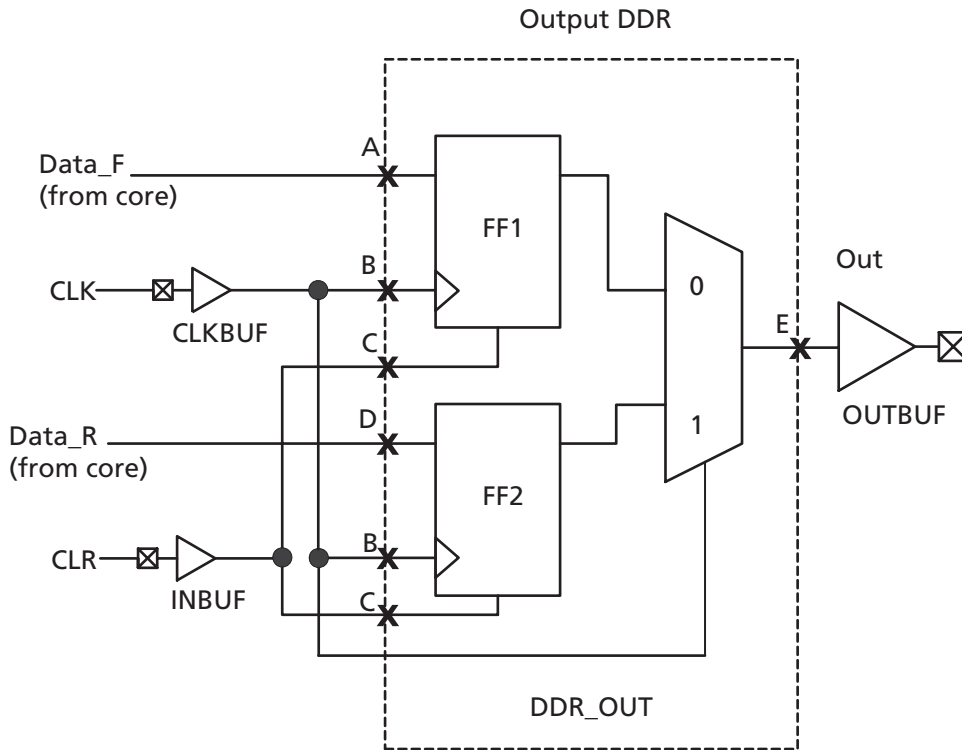 Output DDR
A
Data_F
(from core)
FF1
B
CLK
CLKBUF
0
Out
C
E
D
Data_R
(from core)
1
OUTBUF
FF2
B
CLR
INBUF
C
DDR_OUT